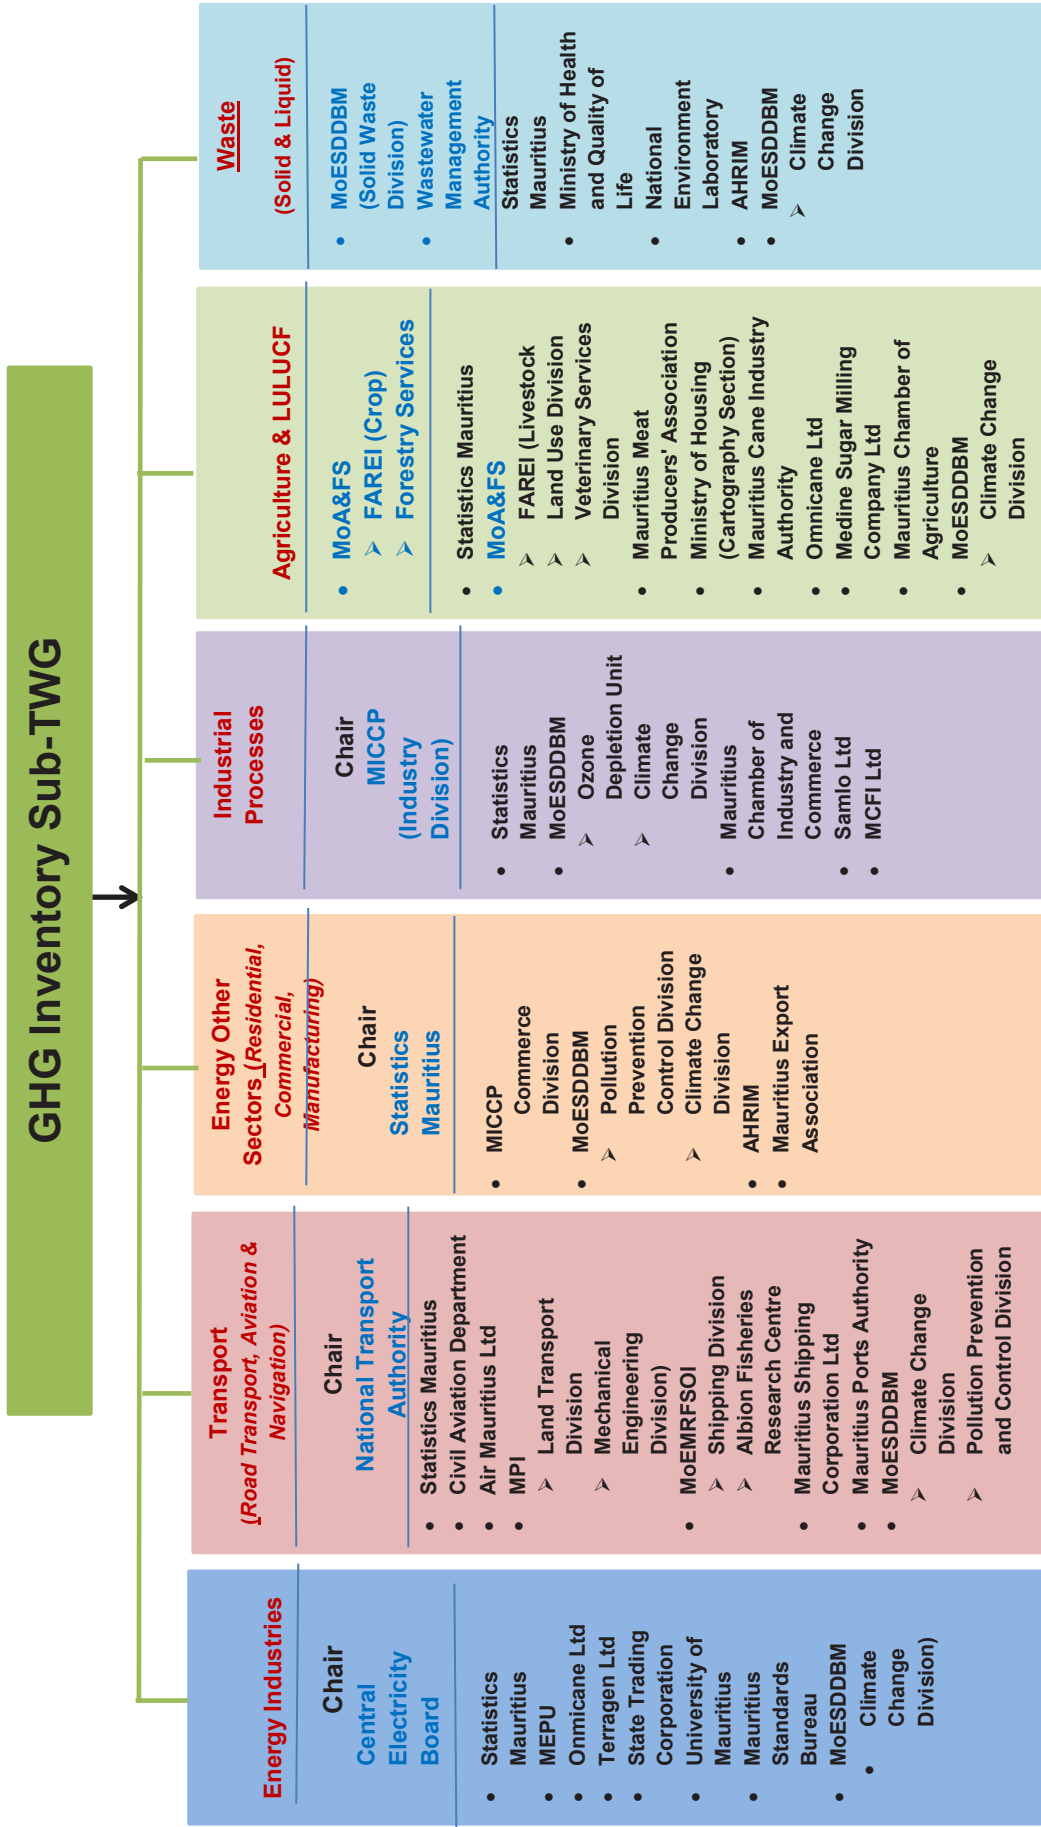 GHG Inventory Sub-TWG
Energy Industries
Chair
Central
Electricity
Board
• Statistics
Mauritius
• MEPU
• Onmicane Ltd
• Terragen Ltd
• State Trading
Corporation
• University of
Mauritius
• Mauritius
Standards
Bureau
• MoESDDBM
• Climate
Change
Division)
Transport
(Road Transport, Aviation &
Navigation)
Chair
National Transport
Authority
• Statistics Mauritius
• Civil Aviation Department
• Air Mauritius Ltd
• MPI
➢ Land Transport
Division
➢ Mechanical
Engineering
Division)
• MoEMRFSOI
➢ Shipping Division
➢ Albion Fisheries
Research Centre
• Mauritius Shipping
Corporation Ltd
• Mauritius Ports Authority
• MoESDDBM
➢ Climate Change
Division
➢ Pollution Prevention
and Control Division
Energy Other
Sectors (Residential,
Commercial,
Manufacturing)
Chair
Statistics
Mauritius
• MICCP
Commerce
Division
• MoESDDBM
➢ Pollution
Prevention
Control Division
➢ Climate Change
Division
• AHRIM
• Mauritius Export
Association
Industrial
Processes
Chair
MICCP
(Industry
Division)
• Statistics
Mauritius
• MoESDDBM
➢ Ozone
Depletion Unit
➢ Climate
Change
Division
• Mauritius
Chamber of
Industry and
Commerce
• Samlo Ltd
• MCFI Ltd
Agriculture & LULUCF
• MoA&FS
➢ FAREI (Crop)
➢ Forestry Services
• Statistics Mauritius
• MoA&FS
➢ FAREI (Livestock
➢ Land Use Division
➢ Veterinary Services
Division
• Mauritius Meat
Producers' Association
• Ministry of Housing
(Cartography Section)
• Mauritius Cane Industry
Authority
• Omnicane Ltd
• Medine Sugar Milling
Company Ltd
• Mauritius Chamber of
Agriculture
• MoESDDBM
➢ Climate Change
Division
Waste
(Solid & Liquid)
• MoESDDBM
(Solid Waste
Division)
• Wastewater
Management
Authority
Statistics
Mauritius
• Ministry of Health
and Quality of
Life
• National
Environment
Laboratory
• AHRIM
• MoESDDBM
➢ Climate
Change
Division